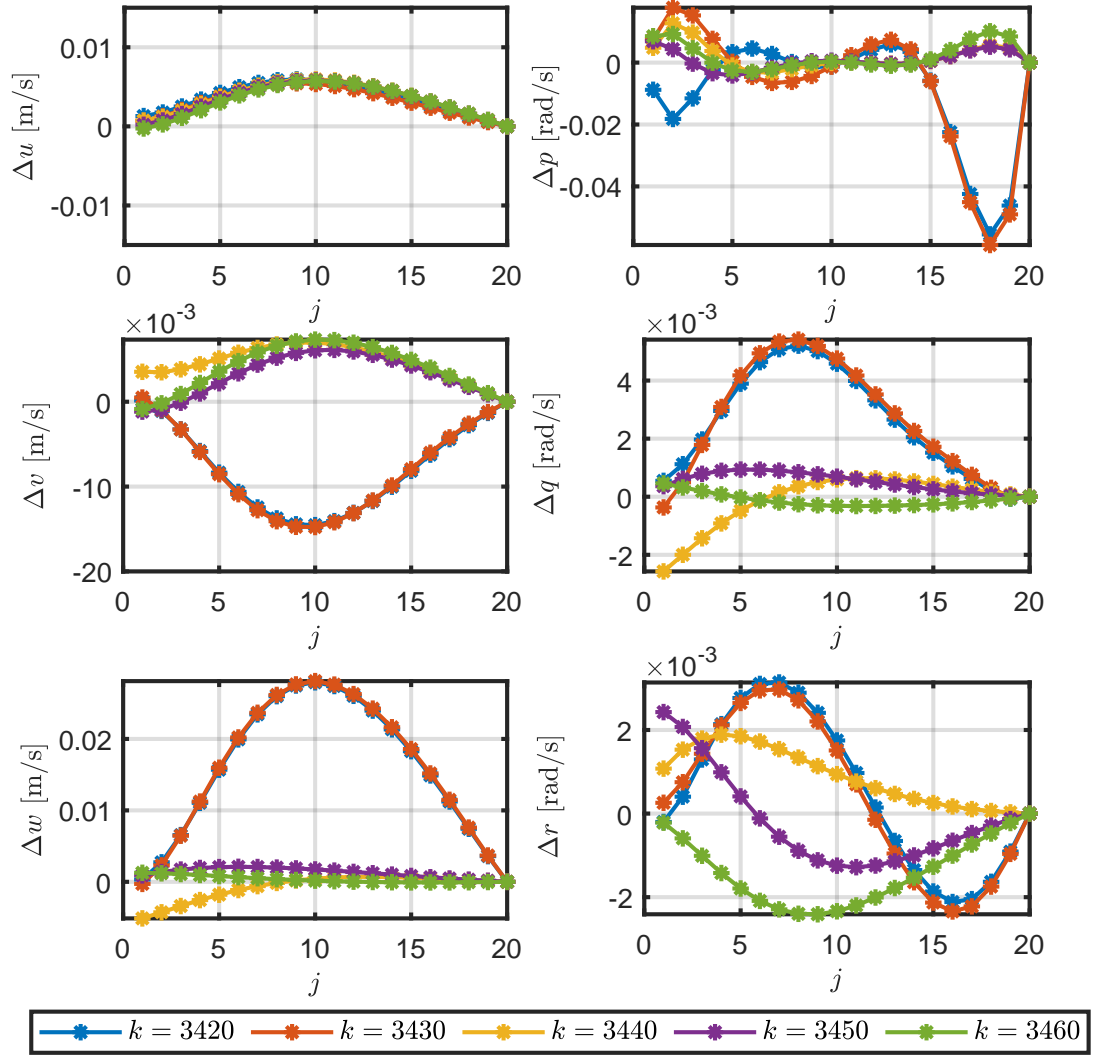 0.01
0
-0.01
Δu [m/s]
0 5 10 15 20
j
0
-0.02
-0.04
Δp [rad/s]
0 5 10 15 20
j
×10⁻³
0
-10
-20
Δv [m/s]
0 5 10 15 20
j
×10⁻³
4
2
0
-2
Δq [rad/s]
0 5 10 15 20
j
0.02
0.01
0
Δw [m/s]
0 5 10 15 20
j
×10⁻³
2
0
-2
Δr [rad/s]
0 5 10 15 20
j
k = 3420 k = 3430 k = 3440 k = 3450 k = 3460